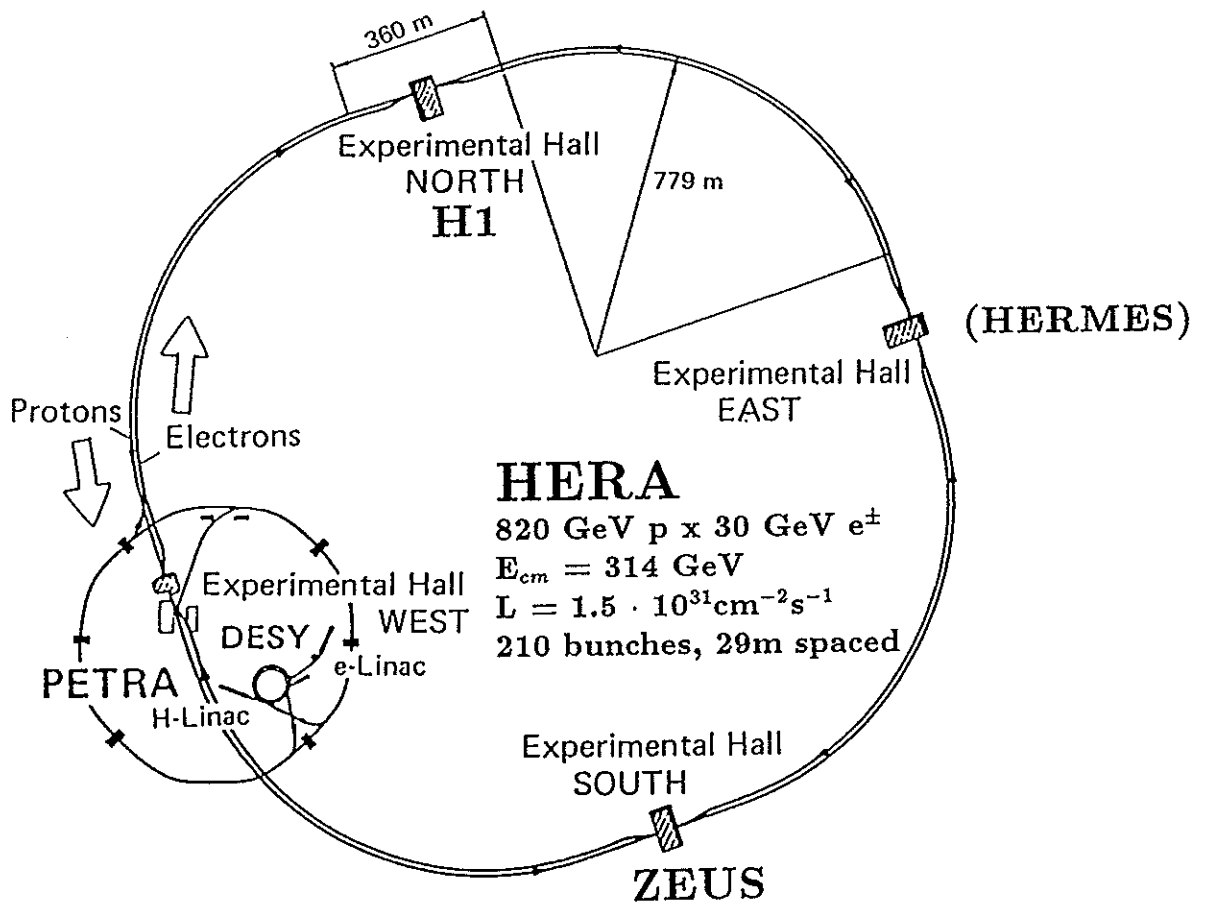 360 m
Experimental Hall
NORTH
H1
779 m
(HERMES)
Experimental Hall
EAST
Protons
Electrons
HERA
820 GeV p x 30 GeV e±
E_cm = 314 GeV
L = 1.5 · 10³¹cm⁻²s⁻¹
210 bunches, 29m spaced
Experimental Hall
WEST
DESY
e-Linac
PETRA
H-Linac
Experimental Hall
SOUTH
ZEUS